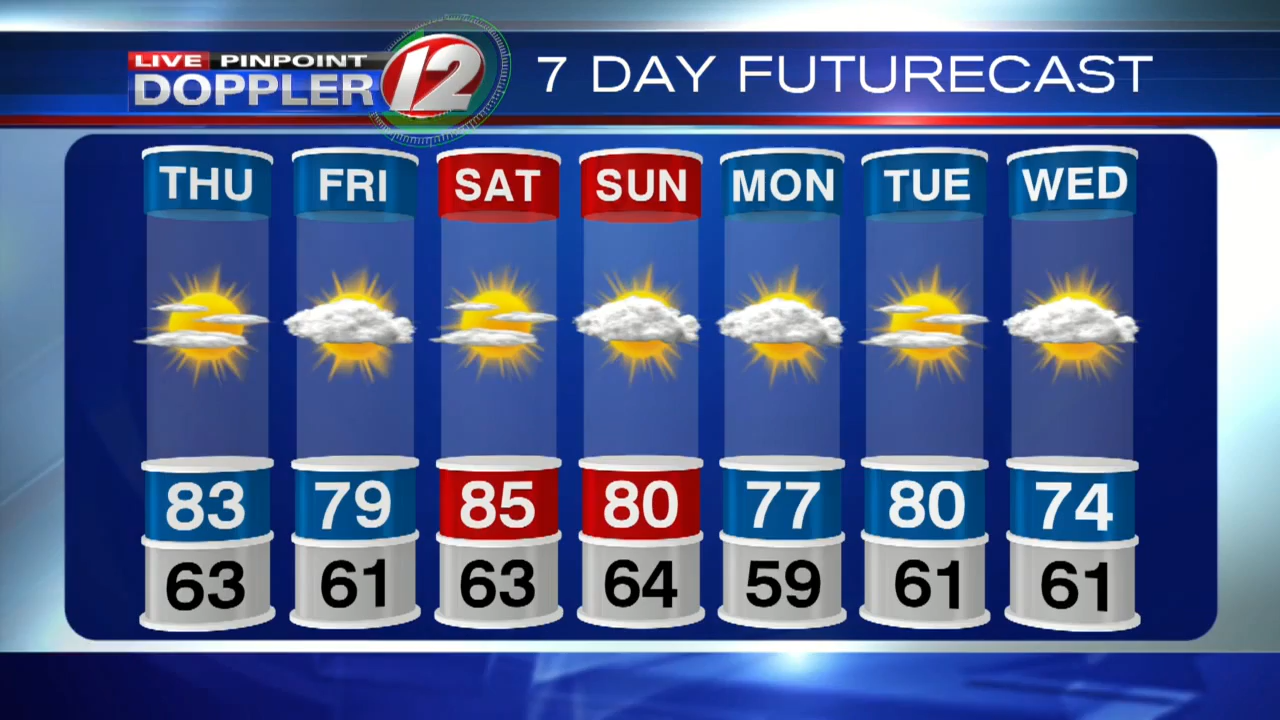 LIVE PINPOINT
DOPPLER 12
7 DAY FUTURECAST
THU FRI SAT SUN MON TUE WED
83 79 85 80 77 80 74
63 61 63 64 59 61 61